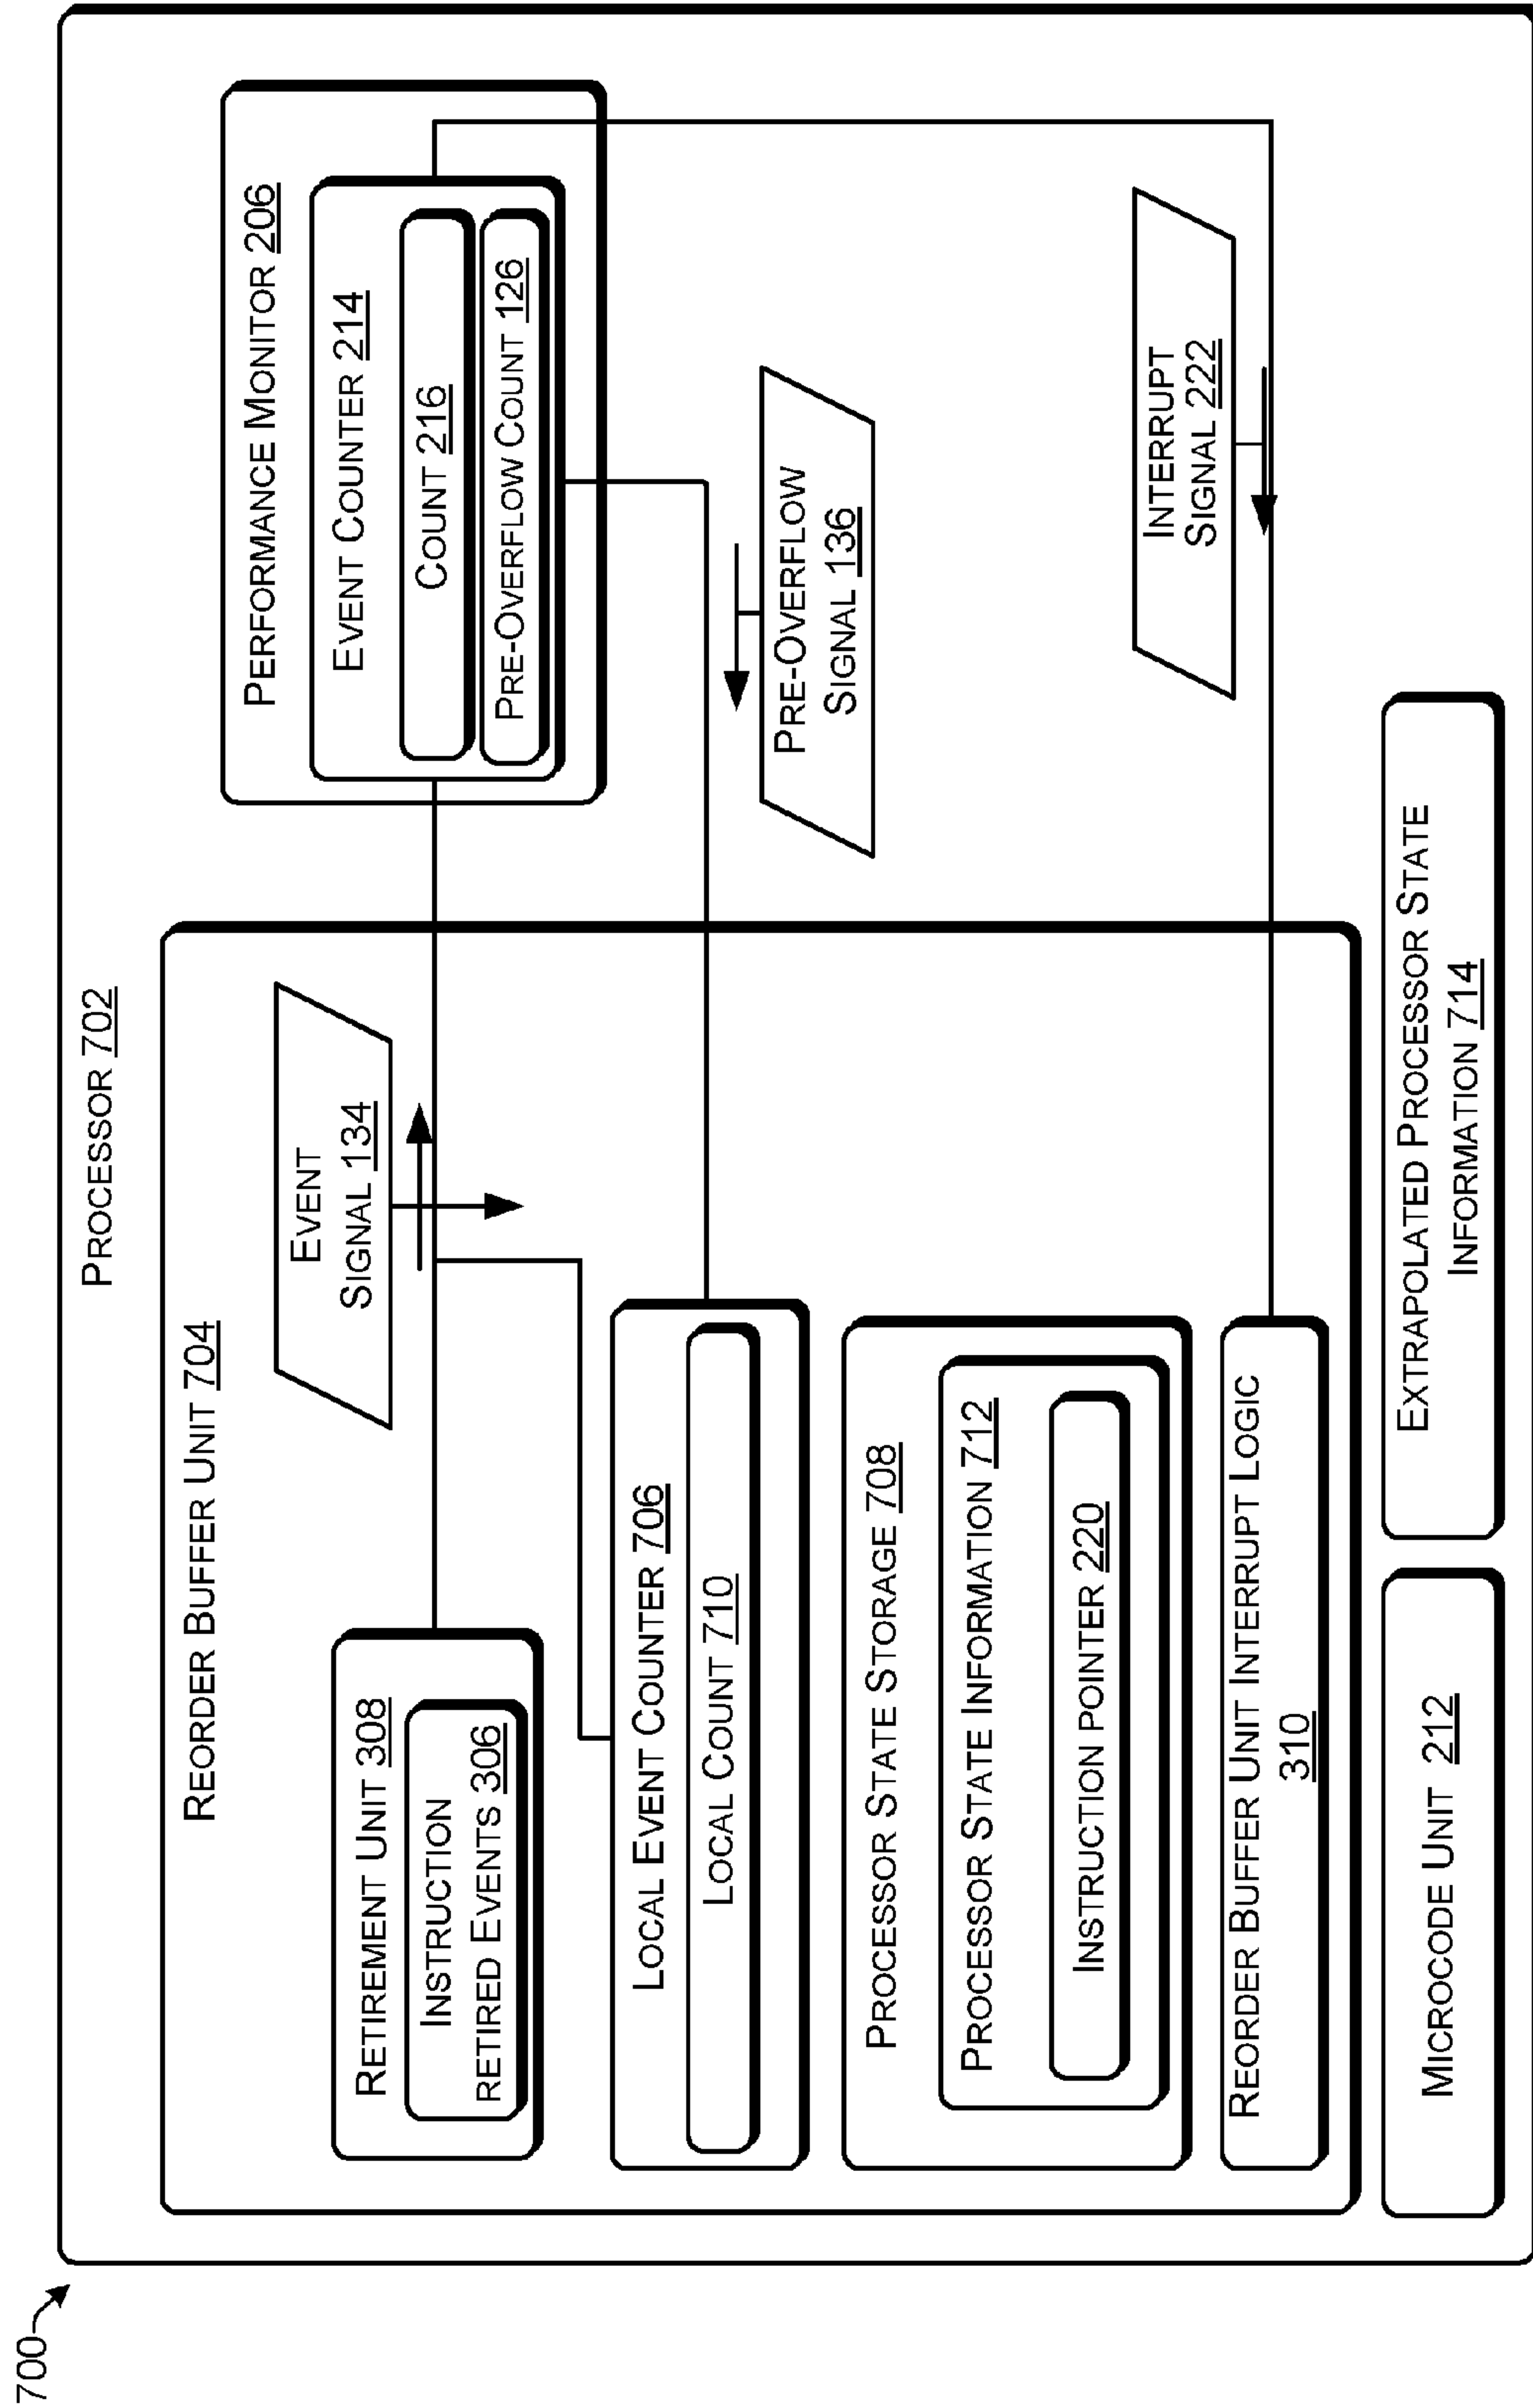 700
PROCESSOR 702
REORDER BUFFER UNIT 704
RETIREMENT UNIT 308
INSTRUCTION
RETIRED EVENTS 306
EVENT
SIGNAL 134
LOCAL EVENT COUNTER 706
LOCAL COUNT 710
PROCESSOR STATE STORAGE 708
PROCESSOR STATE INFORMATION 712
INSTRUCTION POINTER 220
REORDER BUFFER UNIT INTERRUPT LOGIC
310
PERFORMANCE MONITOR 206
EVENT COUNTER 214
COUNT 216
PRE-OVERFLOW COUNT 126
PRE-OVERFLOW
SIGNAL 136
INTERRUPT
SIGNAL 222
MICROCODE UNIT 212
EXTRAPOLATED PROCESSOR STATE
INFORMATION 714